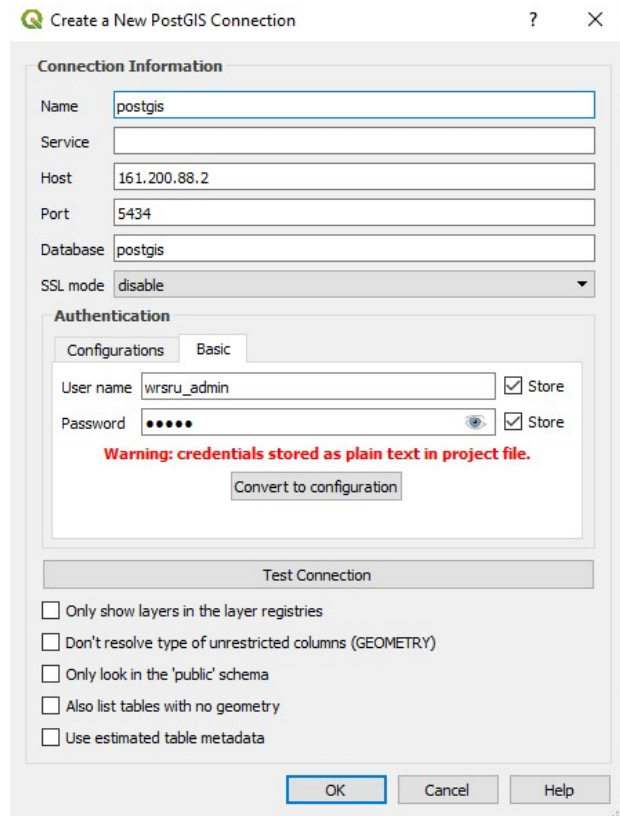 Create a New PostGIS Connection ? ×
Connection Information
Name postgis
Service
Host 161.200.88.2
Port 5434
Database postgis
SSL mode disable
Authentication
Configurations Basic
User name wrsru_admin Store
Password ●●●●● Store
Warning: credentials stored as plain text in project file.
Convert to configuration
Test Connection
Only show layers in the layer registries
Don't resolve type of unrestricted columns (GEOMETRY)
Only look in the 'public' schema
Also list tables with no geometry
Use estimated table metadata
OK Cancel Help